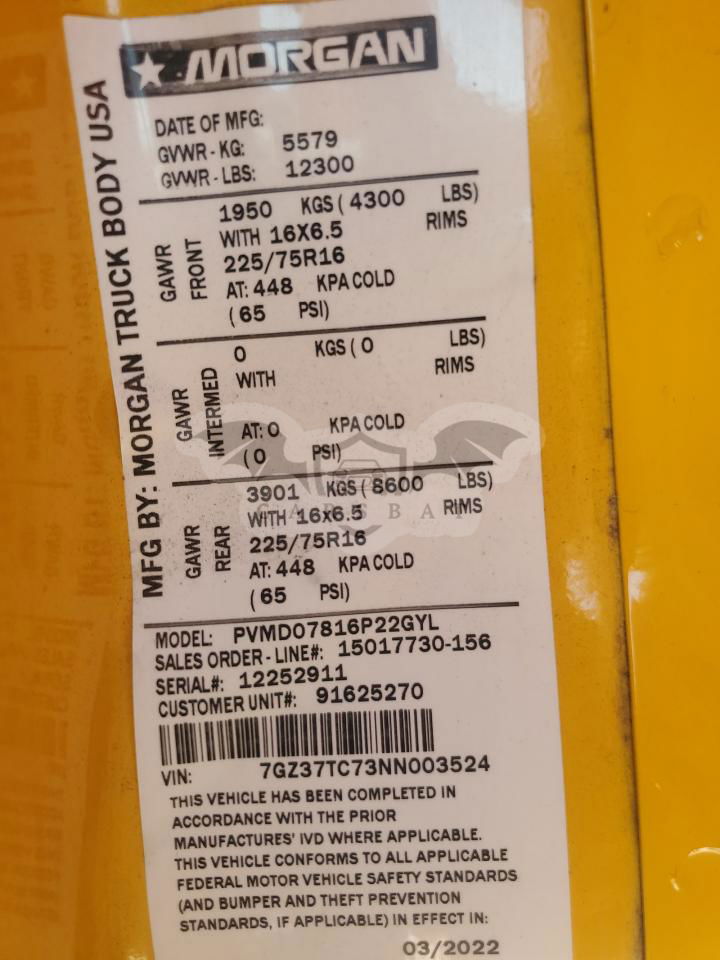 MORGAN
MFG BY: MORGAN TRUCK BODY USA
DATE OF MFG:
GVWR - KG: 5579
GVWR - LBS: 12300
GAWR FRONT
1950 KGS ( 4300 LBS)
WITH 16X6.5 RIMS
225/75R16
AT: 448 KPA COLD
( 65 PSI)
GAWR INTERMED
0 KGS ( 0 LBS)
WITH RIMS
AT: 0 KPA COLD
( 0 PSI)
GAWR REAR
3901 KGS ( 8600 LBS)
WITH 16x6.5 RIMS
225/75R16
AT: 448 KPA COLD
( 65 PSI)
CARSBAT
MODEL: PVMD07816P22GYL
SALES ORDER - LINE#: 15017730-156
SERIAL#: 12252911
CUSTOMER UNIT#: 91625270
VIN: 7GZ37TC73NN003524
THIS VEHICLE HAS BEEN COMPLETED IN
ACCORDANCE WITH THE PRIOR
MANUFACTURES' IVD WHERE APPLICABLE.
THIS VEHICLE CONFORMS TO ALL APPLICABLE
FEDERAL MOTOR VEHICLE SAFETY STANDARDS
(AND BUMPER AND THEFT PREVENTION
STANDARDS, IF APPLICABLE) IN EFFECT IN:
03/2022